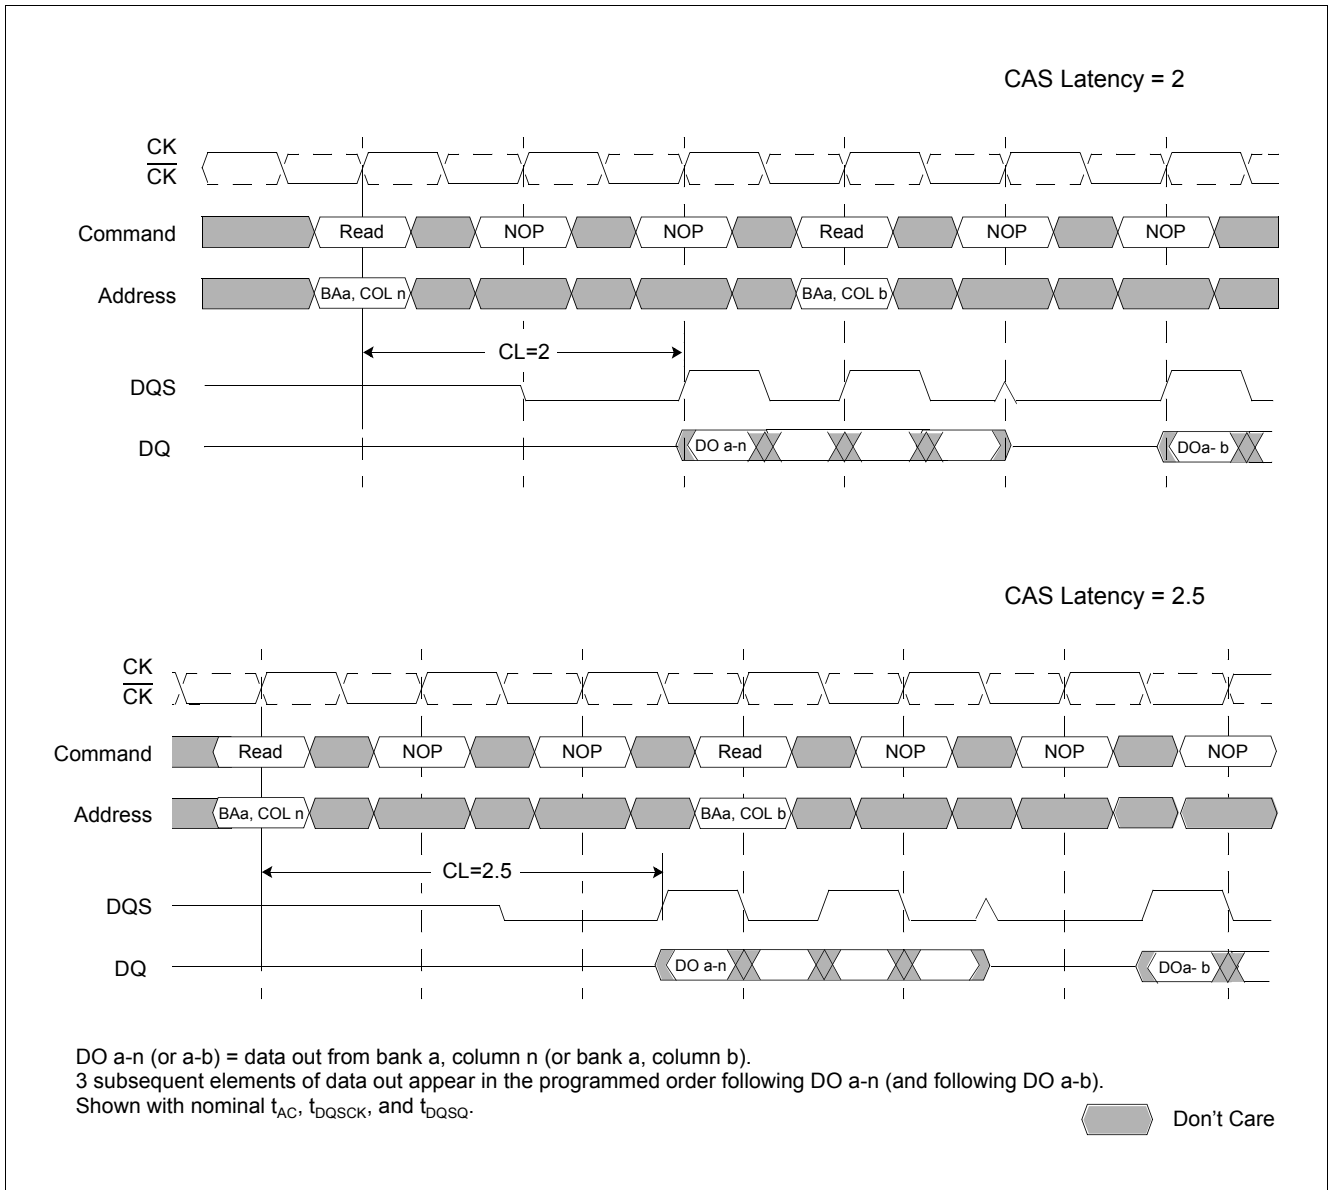 CAS Latency = 2
CK
CK
Command Read NOP NOP Read NOP NOP
Address BAa, COL n BAa, COL b
CL=2
DQS
DQ DO a-n DOa- b
CAS Latency = 2.5
CK
CK
Command Read NOP NOP Read NOP NOP NOP
Address BAa, COL n BAa, COL b
CL=2.5
DQS
DQ DO a-n DOa- b
DO a-n (or a-b) = data out from bank a, column n (or bank a, column b).
3 subsequent elements of data out appear in the programmed order following DO a-n (and following DO a-b).
Shown with nominal tAC, tDQSCK, and tDQSQ.
Don't Care